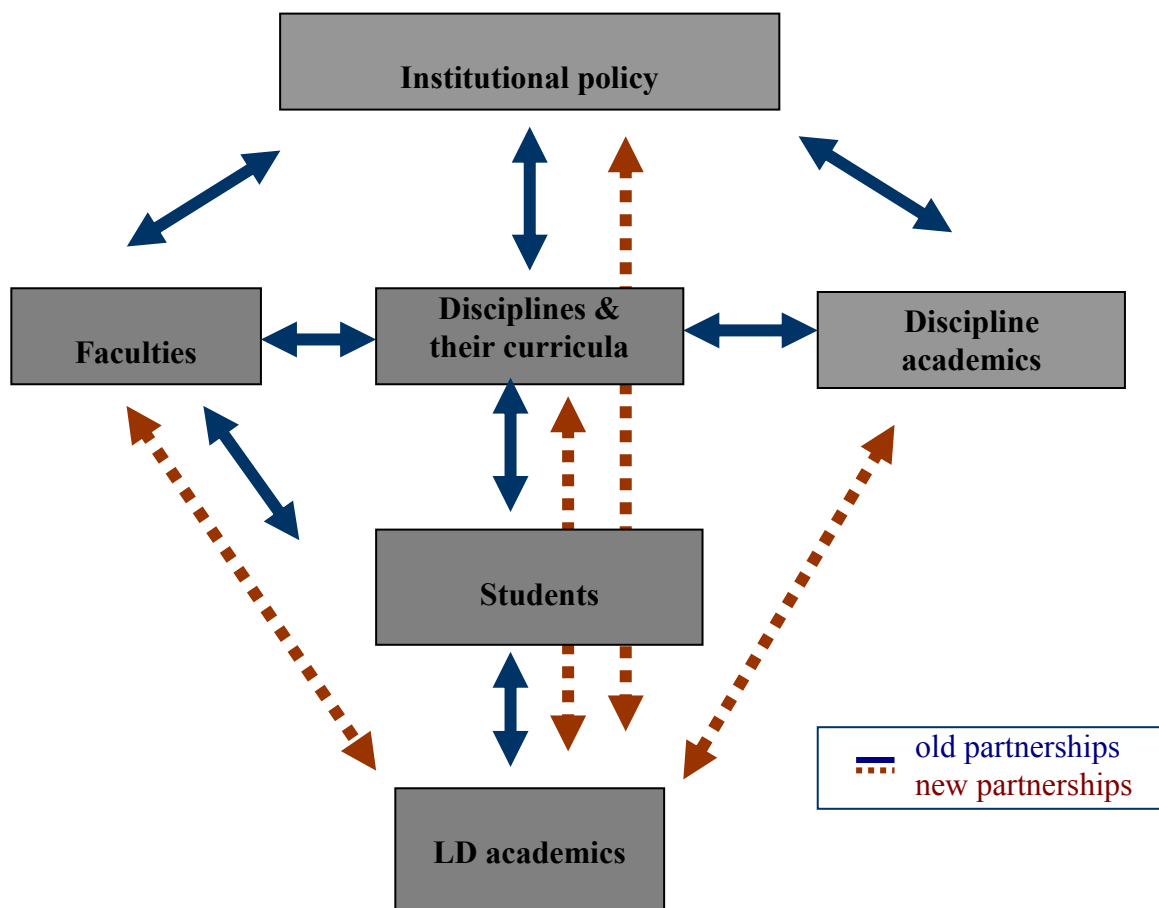 Institutional policy
Faculties
Disciplines &
their curricula
Discipline
academics
Students
LD academics
old partnerships
new partnerships